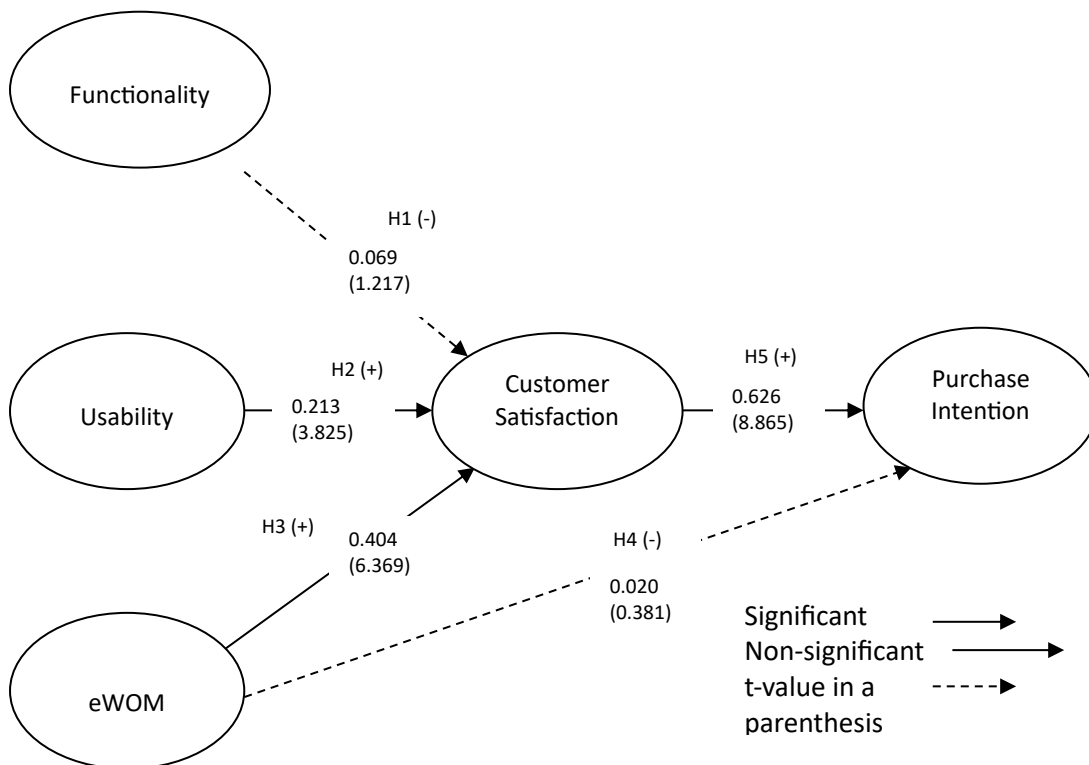 Functionality
H1 (-)
0.069
(1.217)
H2 (+)
0.213
(3.825)
Usability
Customer
Satisfaction
H5 (+)
0.626
(8.865)
Purchase
Intention
H3 (+)
0.404
(6.369)
H4 (-)
0.020
(0.381)
eWOM
Significant
Non-significant
t-value in a
parenthesis